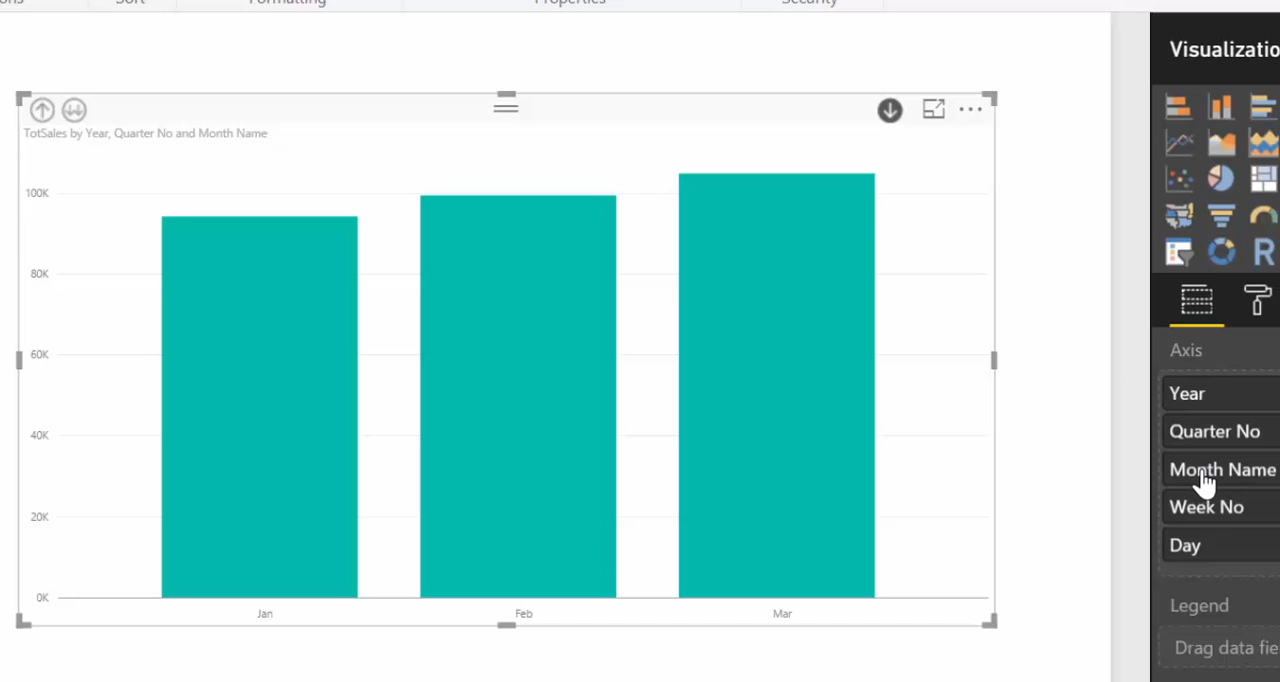 ons Sort Formatting Properties Security
Visualizatio
TotSales by Year, Quarter No and Month Name
100K
80K
60K
40K
20K
0K
Jan Feb Mar
R
Axis
Year
Quarter No
Month Name
Week No
Day
Legend
Drag data fie